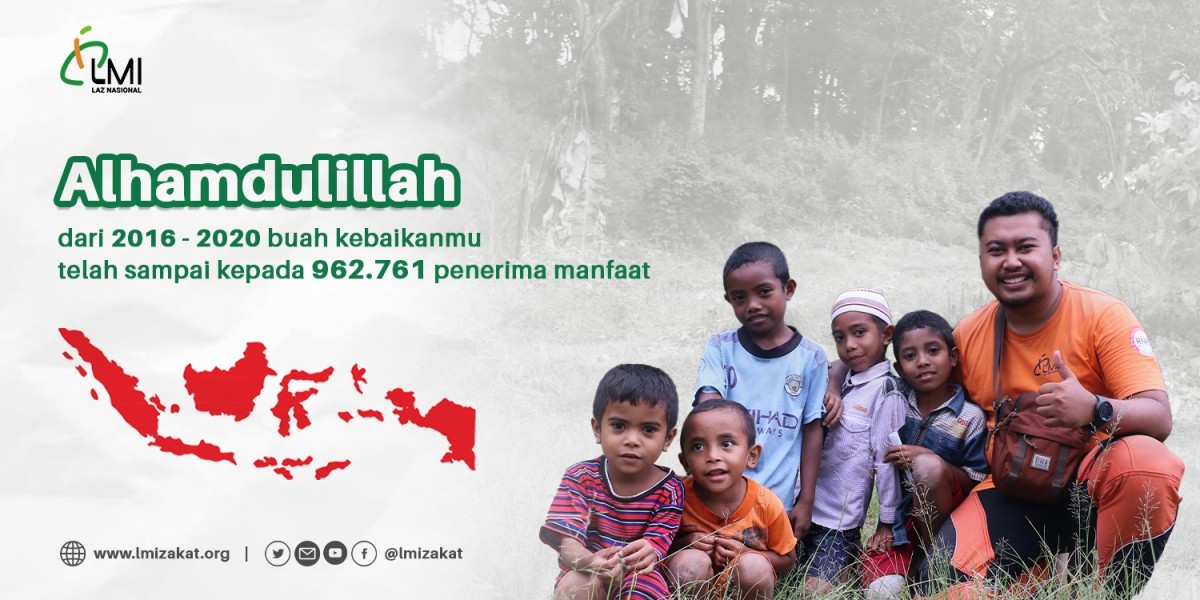 LMI
LAZ NASIONAL
Alhamdulillah
dari 2016 - 2020 buah kebaikanmu
telah sampai kepada 962.761 penerima manfaat
LMI
www.lmizakat.org | @lmizakat